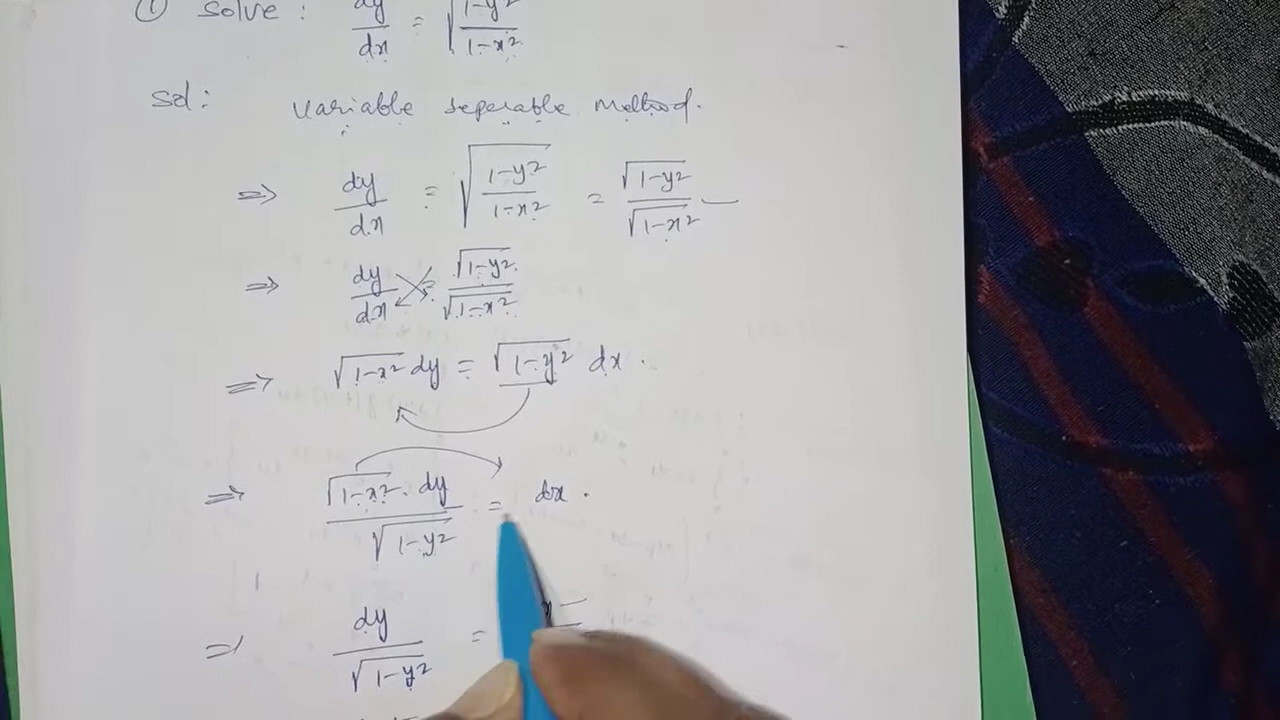 ① Solve : dy/dx = √(1-y²/1-x²)
Sol: Variable seperable method.
⇒ dy/dx = √(1-y²/1-x²) = √1-y²/√1-x²
⇒ dy/dx = √1-y²/√1-x²
⇒ √1-x² dy = √1-y² dx.
⇒ √1-x² . dy/√1-y² = dx.
⇒ dy/√1-y² =